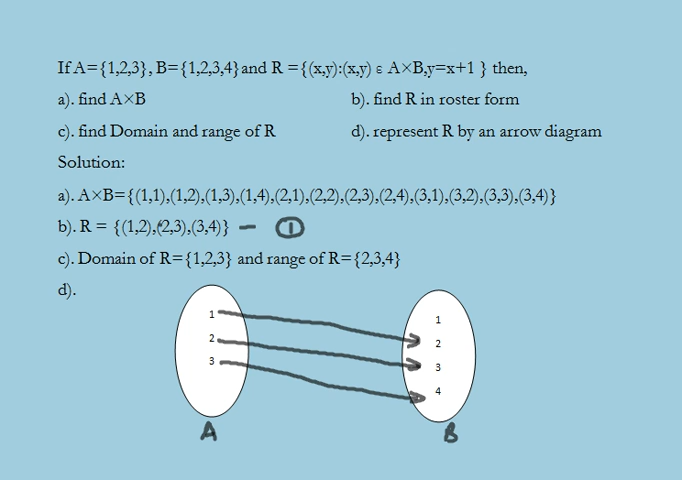 If A={1,2,3}, B={1,2,3,4} and R ={(x,y):(x,y) ε A×B,y=x+1 } then,
a). find A×B b). find R in roster form
c). find Domain and range of R d). represent R by an arrow diagram
Solution:
a). A×B={(1,1),(1,2),(1,3),(1,4),(2,1),(2,2),(2,3),(2,4),(3,1),(3,2),(3,3),(3,4)}
b). R = {(1,2),(2,3),(3,4)} – ①
c). Domain of R={1,2,3} and range of R={2,3,4}
d).
1 1
2 2
3 3
4
A B